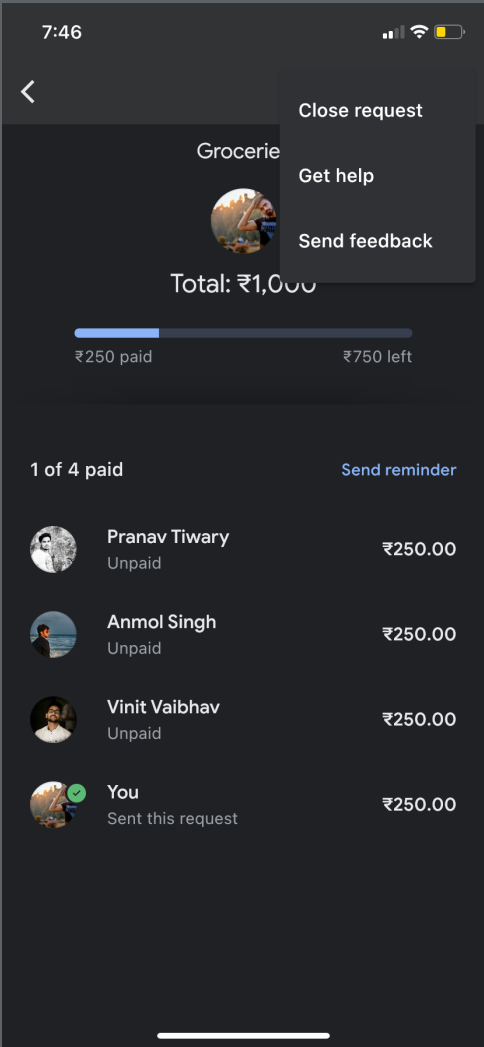 7:46
Close request
Grocerie
Get help
Send feedback
Total: ₹1,000
₹250 paid
₹750 left
1 of 4 paid
Send reminder
Pranav Tiwary
Unpaid
₹250.00
Anmol Singh
Unpaid
₹250.00
Vinit Vaibhav
Unpaid
₹250.00
You
Sent this request
₹250.00